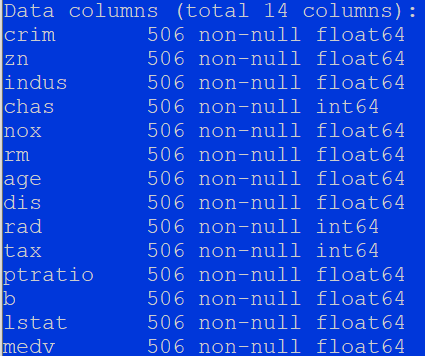 Data columns (total 14 columns):
crim 506 non-null float64
zn 506 non-null float64
indus 506 non-null float64
chas 506 non-null int64
nox 506 non-null float64
rm 506 non-null float64
age 506 non-null float64
dis 506 non-null float64
rad 506 non-null int64
tax 506 non-null int64
ptratio 506 non-null float64
b 506 non-null float64
lstat 506 non-null float64
medv 506 non-null float64